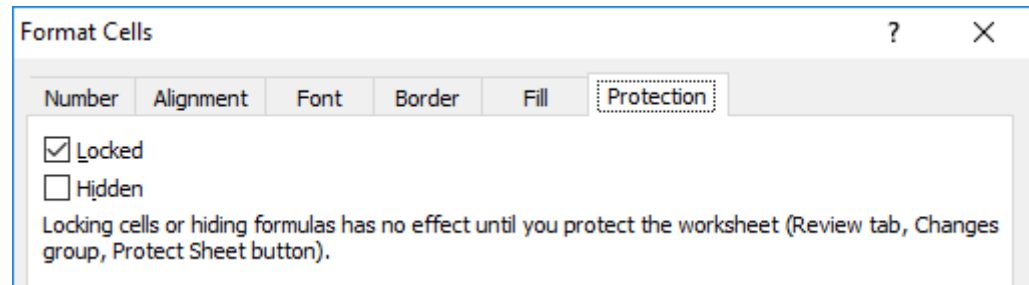 Format Cells ?
Number Alignment Font Border Fill Protection
Locked
Hidden
Locking cells or hiding formulas has no effect until you protect the worksheet (Review tab, Changes
group, Protect Sheet button).